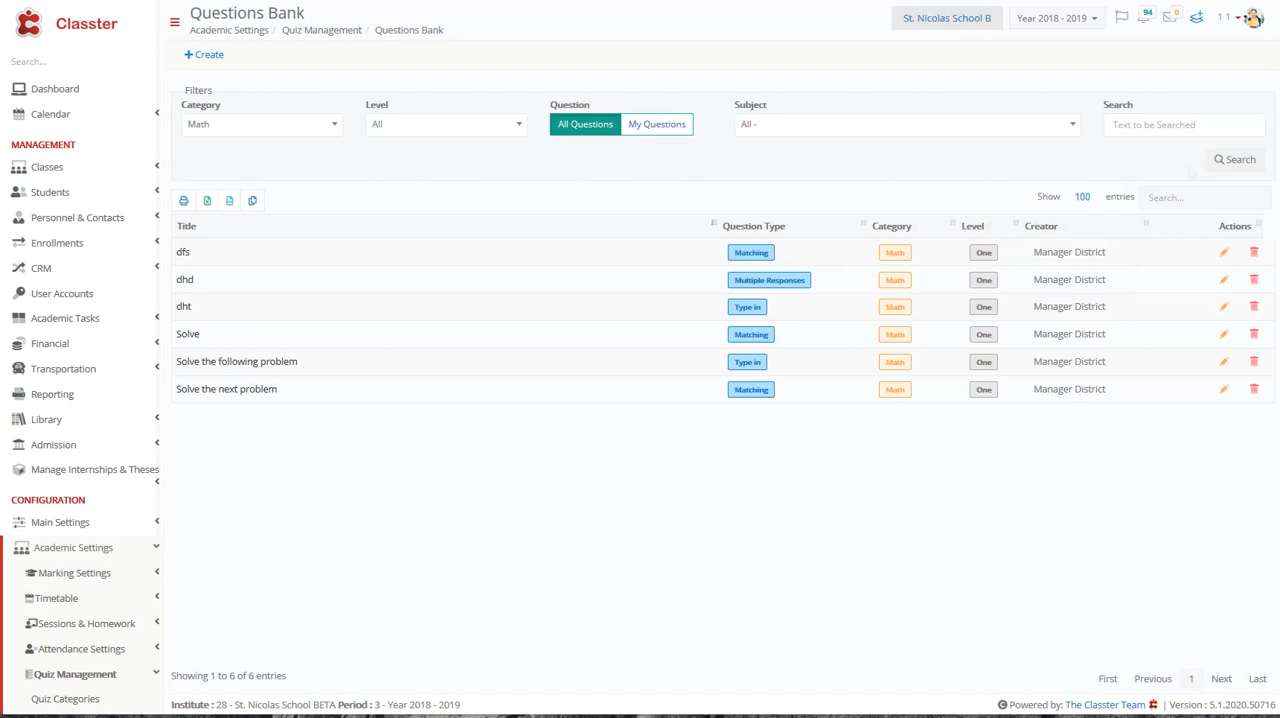 Classter
Questions Bank
Academic Settings / Quiz Management / Questions Bank
St. Nicolas School B
Year 2018 - 2019
94
0
1 1
Search...
Create
Dashboard
Calendar
MANAGEMENT
Classes
Students
Personnel & Contacts
Enrollments
CRM
User Accounts
Academic Tasks
Financial
Transportation
Reporting
Library
Admission
Manage Internships & Theses
CONFIGURATION
Main Settings
Academic Settings
Marking Settings
Timetable
Sessions & Homework
Attendance Settings
Quiz Management
Quiz Categories
Filters
Category Level Question Subject Search
Math All All Questions My Questions All - Text to be Searched
Search
Show 100 entries Search...
Title Question Type Category Level Creator Actions
dfs Matching Math One Manager District
dhd Multiple Responses Math One Manager District
dht Type in Math One Manager District
Solve Matching Math One Manager District
Solve the following problem Type in Math One Manager District
Solve the next problem Matching Math One Manager District
Showing 1 to 6 of 6 entries
First Previous 1 Next Last
Institute : 28 - St. Nicolas School BETA Period : 3 - Year 2018 - 2019
Powered by: The Classter Team | Version : 5.1.2020.50716